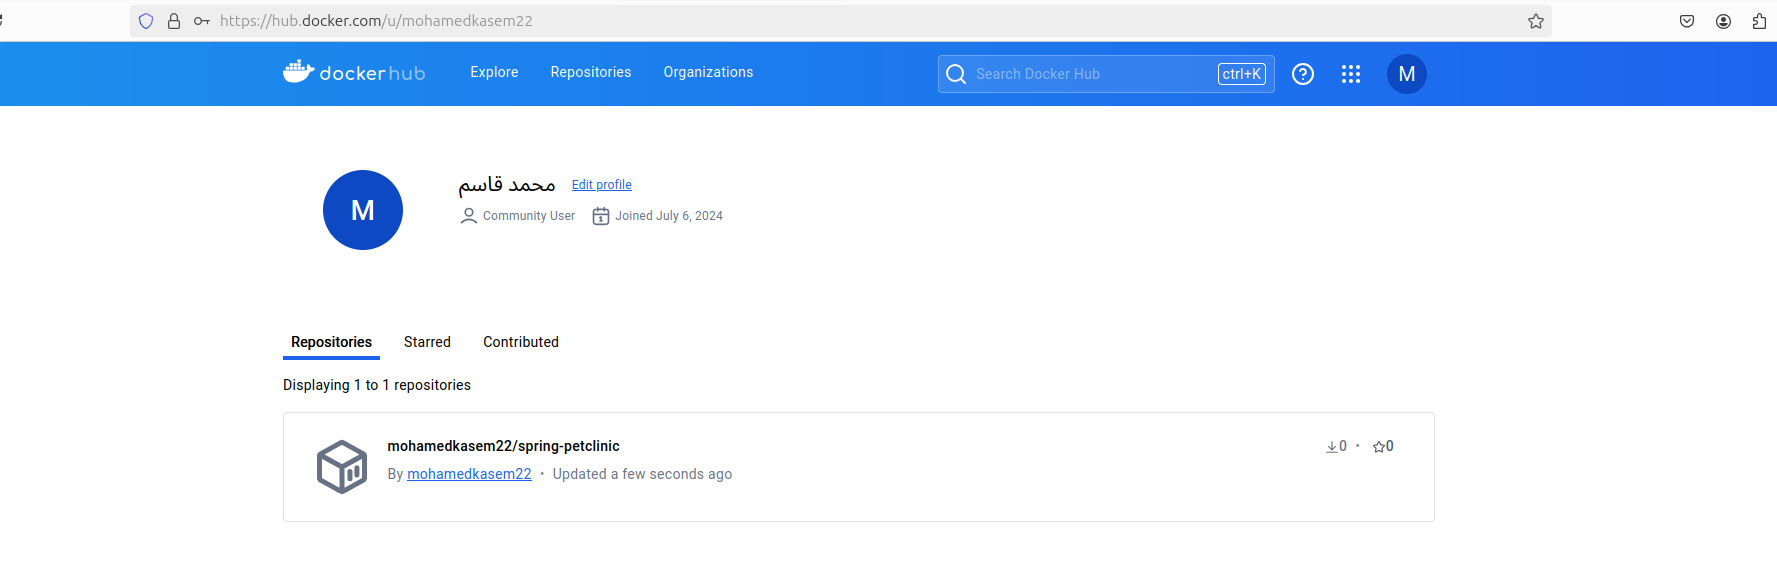 https://hub.docker.com/u/mohamedkasem22
dockerhub Explore Repositories Organizations Search Docker Hub ctrl+K M
M
محمد قاسم Edit profile
Community User Joined July 6, 2024
Repositories Starred Contributed
Displaying 1 to 1 repositories
mohamedkasem22/spring-petclinic 0 • 0
By mohamedkasem22 • Updated a few seconds ago